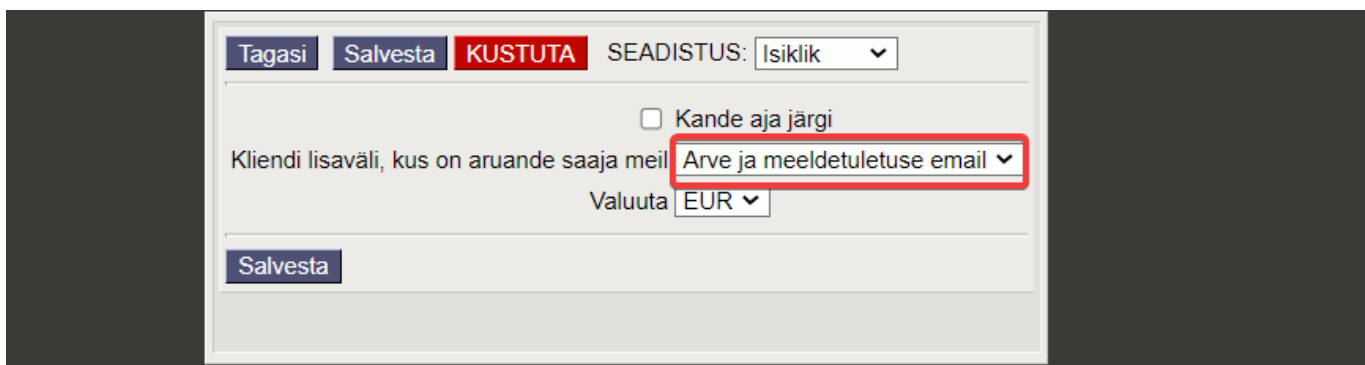 Tagasi Salvesta KUSTUTA SEADISTUS: Isiklik
Kande aja järgi
Kliendi lisaväli, kus on aruande saaja meil Arve ja meeldetuletuse email
Valuuta EUR
Salvesta